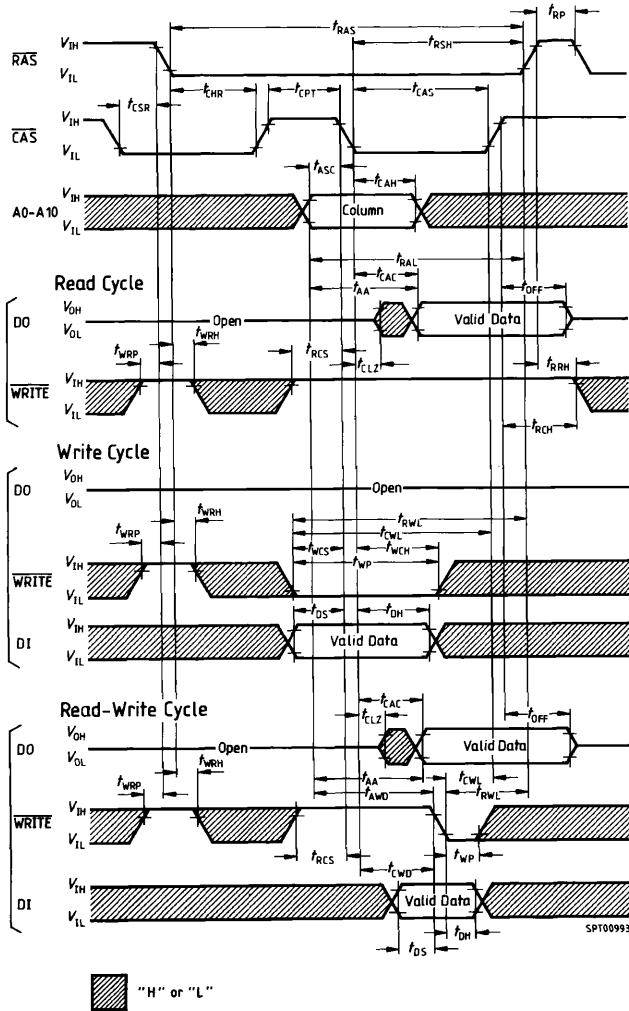 tRAS tRP
VIH tRSH
RAS
VIL
tCHR tCPT tCAS
tCSR
VIH
CAS
VIL
tASC
tCAH
VIH
A0-A10 Column
VIL
tRAL
tCAC
Read Cycle tAA tOFF
VOH
DO Open Valid Data
VOL
tWRP tWRH tRCS tCLZ tRRH
VIH
WRITE
VIL
tRCH
Write Cycle
VOH
DO Open
VOL
tWRP tWRH tRWL
tCWL
tWCS tWCH
VIH tWP
WRITE
VIL
tDS tDH
VIH
DI Valid Data
VIL
tCAC
Read-Write Cycle tCLZ tOFF
VOH
DO Open Valid Data
VOL
tWRP tWRH tAA tCWL
tAWD tRWL
VIH
WRITE
VIL
tRCS tWP
tCWD
VIH
DI Valid Data
VIL
tDS tDH SPT00993
"H" or "L"